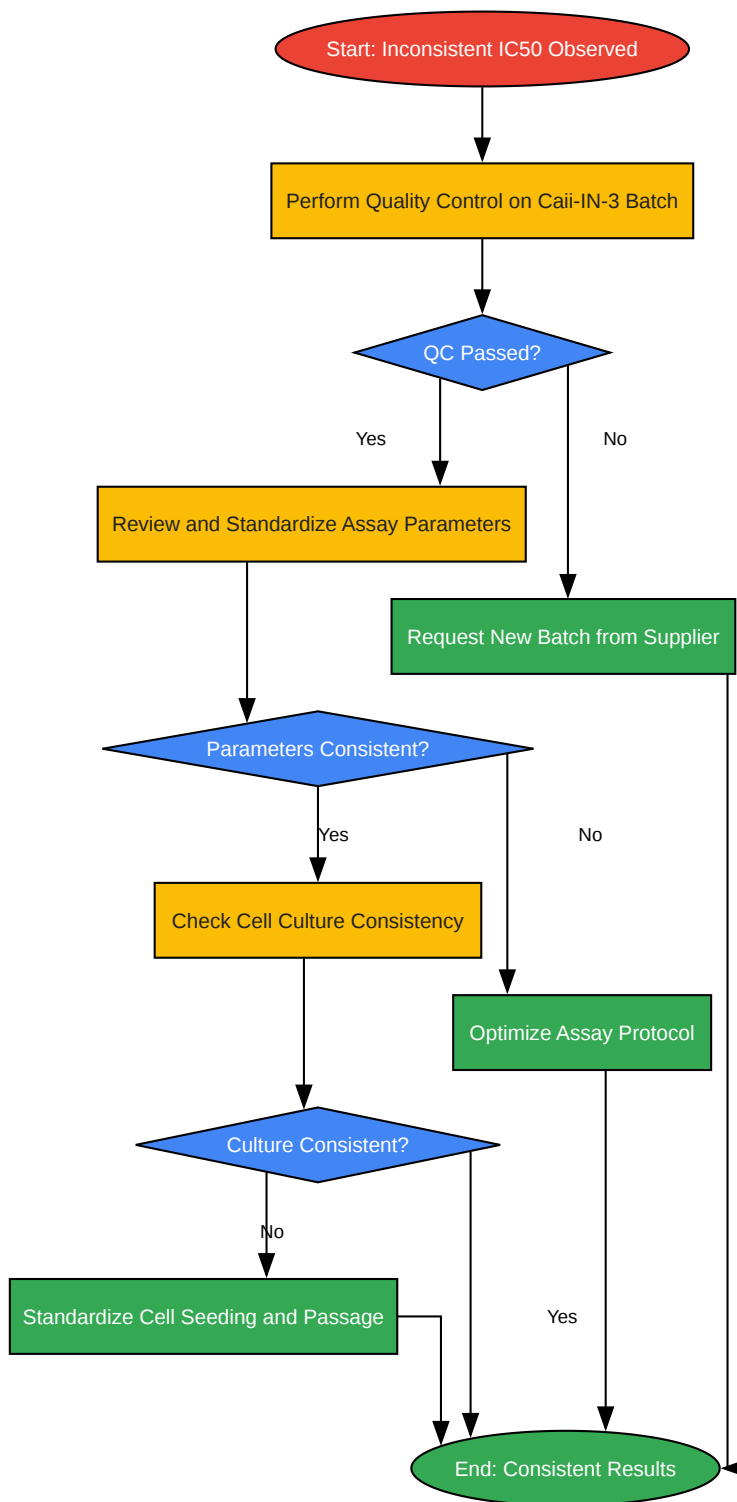 Start: Inconsistent IC50 Observed
Perform Quality Control on Caii-IN-3 Batch
QC Passed?
Yes
No
Review and Standardize Assay Parameters
Request New Batch from Supplier
Parameters Consistent?
Yes
No
Check Cell Culture Consistency
Optimize Assay Protocol
Culture Consistent?
No
Standardize Cell Seeding and Passage
Yes
End: Consistent Results